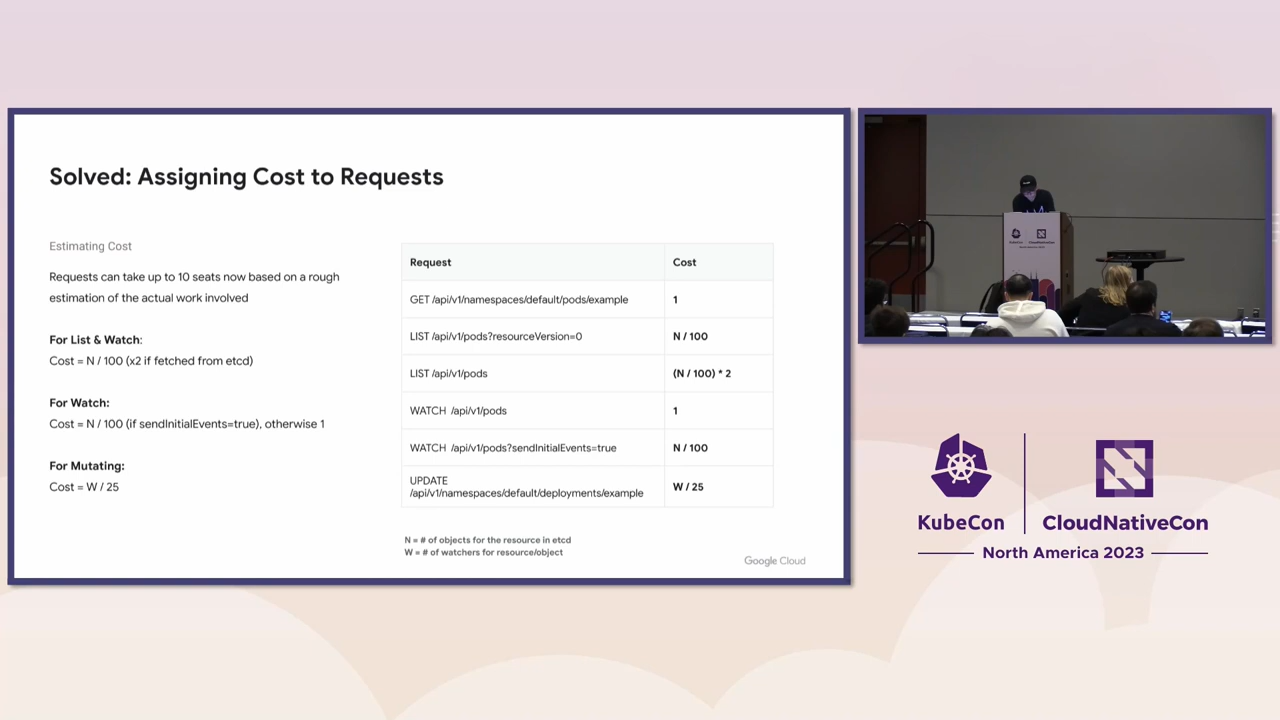 Solved: Assigning Cost to Requests
Estimating Cost
Requests can take up to 10 seats now based on a rough
estimation of the actual work involved
For List & Watch:
Cost = N / 100 (x2 if fetched from etcd)
For Watch:
Cost = N / 100 (if sendInitialEvents=true), otherwise 1
For Mutating:
Cost = W / 25
Request Cost
GET /api/v1/namespaces/default/pods/example 1
LIST /api/v1/pods?resourceVersion=0 N / 100
LIST /api/v1/pods (N / 100) * 2
WATCH /api/v1/pods 1
WATCH /api/v1/pods?sendInitialEvents=true N / 100
UPDATE
/api/v1/namespaces/default/deployments/example W / 25
N = # of objects for the resource in etcd
W = # of watchers for resource/object
Google Cloud
KubeCon CloudNativeCon
KubeCon CloudNativeCon
North America 2023